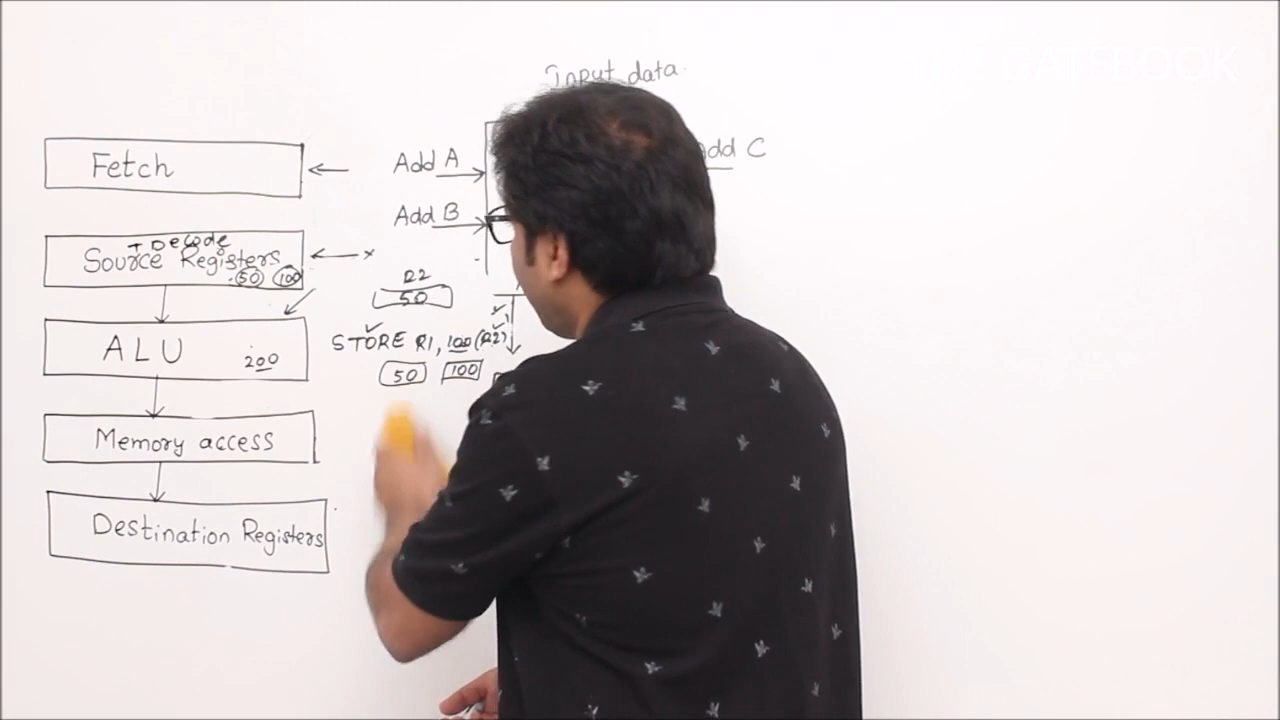 GATEBOOK
Input data.
Fetch
Add A
Add C
Add B
+ Decode
Source Registers
50 100
R2
50
STORE R1, 100 (R2)
ALU
200
50
100
Memory access
Destination Registers